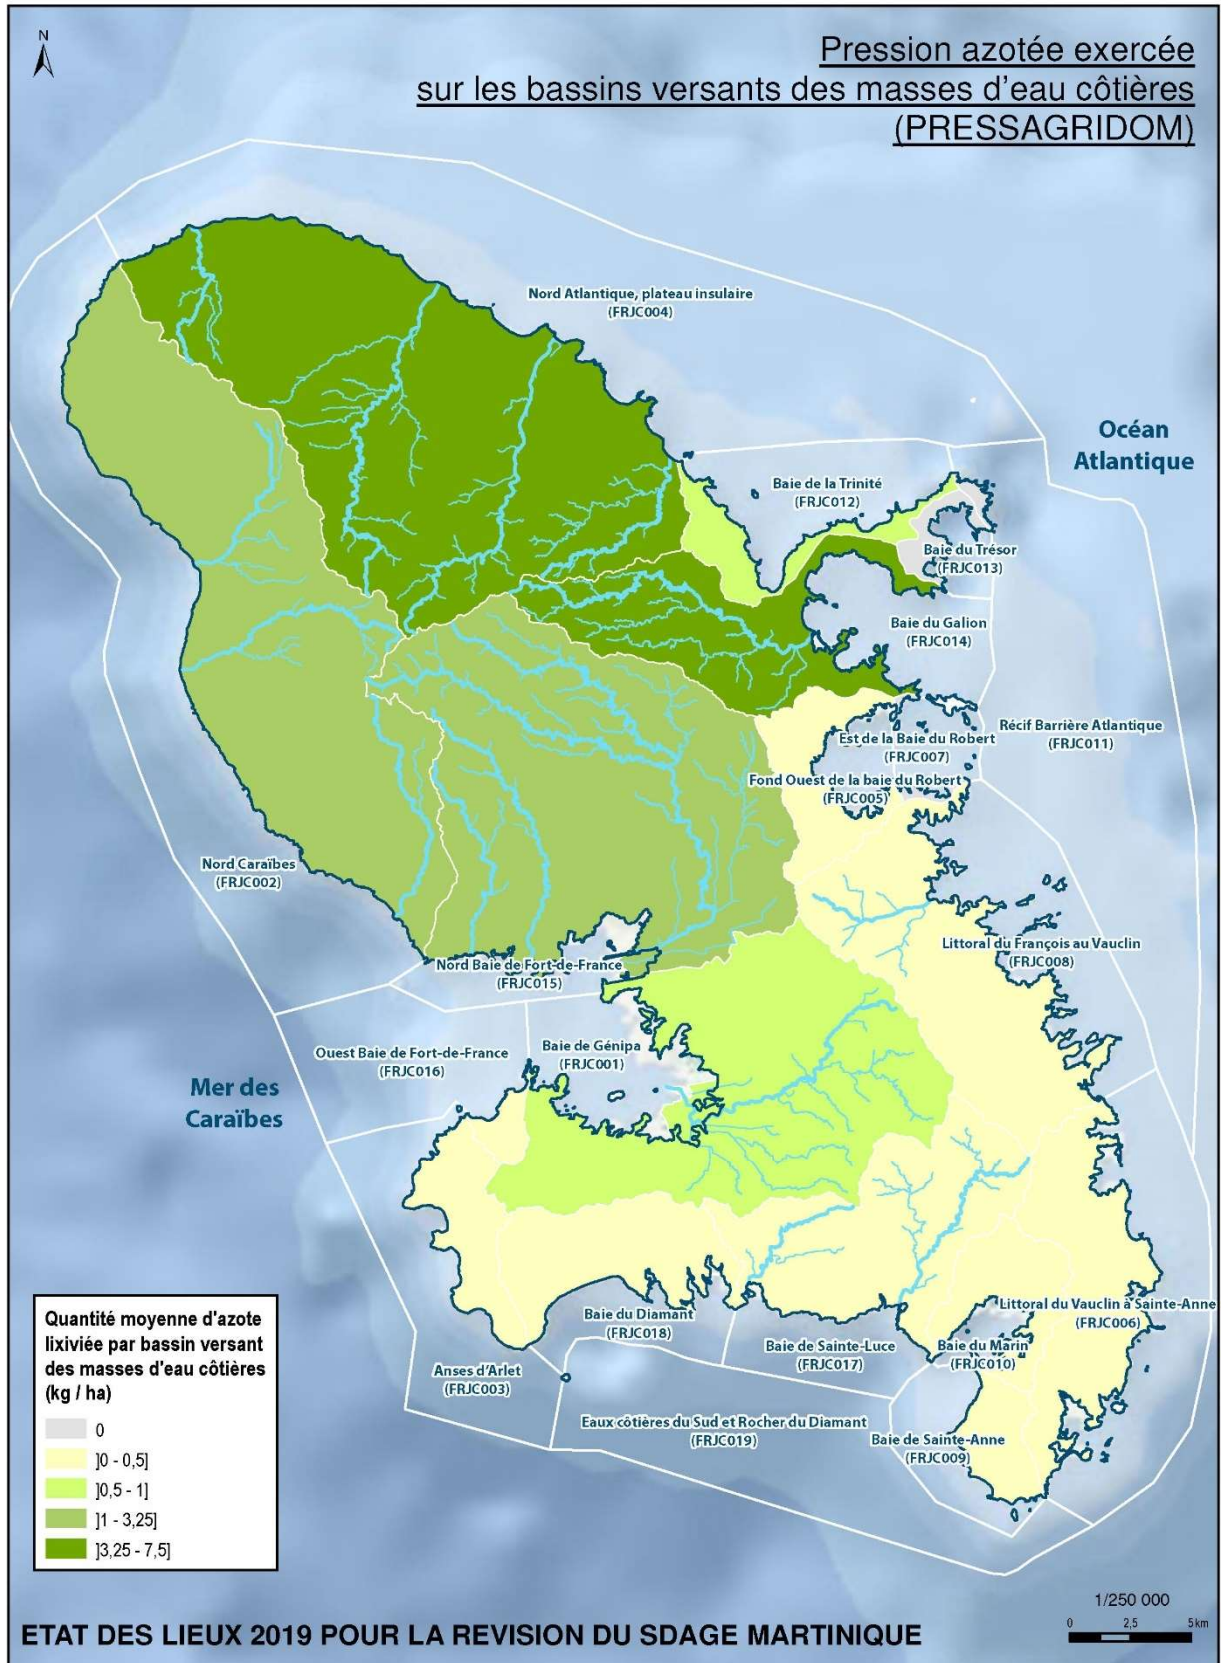 N
Pression azotée exercée
sur les bassins versants des masses d'eau côtières
(PRESSAGRIDOM)
Nord Atlantique, plateau insulaire
(FRJC004)
Océan
Atlantique
Baie de la Trinité
(FRJC012)
Baie du Trésor
(FRJC013)
Baie du Galion
(FRJC014)
Récif Barrière Atlantique
(FRJC011)
Est de la Baie du Robert
(FRJC007)
Fond Ouest de la baie du Robert
(FRJC005)
Nord Caraïbes
(FRJC002)
Littoral du François au Vauclin
(FRJC008)
Nord Baie de Fort-de-France
(FRJC015)
Ouest Baie de Fort-de-France
(FRJC016)
Baie de Génipa
(FRJC001)
Mer des
Caraïbes
Littoral du Vauclin à Sainte-Anne
(FRJC006)
Baie du Diamant
(FRJC018)
Baie de Sainte-Luce
(FRJC017)
Baie du Marin
(FRJC010)
Anses d'Arlet
(FRJC003)
Eaux côtières du Sud et Rocher du Diamant
(FRJC019)
Baie de Sainte-Anne
(FRJC009)
Quantité moyenne d'azote
lixiviée par bassin versant
des masses d'eau côtières
(kg / ha)
0
]0 - 0,5]
]0,5 - 1]
]1 - 3,25]
]3,25 - 7,5]
1/250 000
0 2,5 5 km
ETAT DES LIEUX 2019 POUR LA REVISION DU SDAGE MARTINIQUE